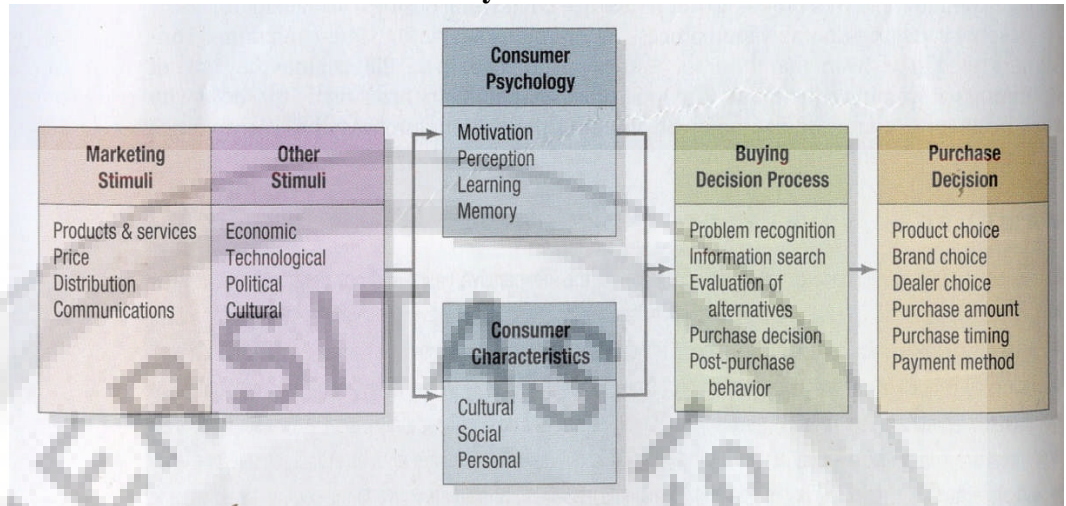 Consumer
Psychology
Motivation
Perception
Learning
Memory
Marketing
Stimuli
Products & services
Price
Distribution
Communications
Other
Stimuli
Economic
Technological
Political
Cultural
Consumer
Characteristics
Cultural
Social
Personal
Buying
Decision Process
Problem recognition
Information search
Evaluation of
alternatives
Purchase decision
Post-purchase
behavior
Purchase
Decision
Product choice
Brand choice
Dealer choice
Purchase amount
Purchase timing
Payment method
ERSITAS
IS